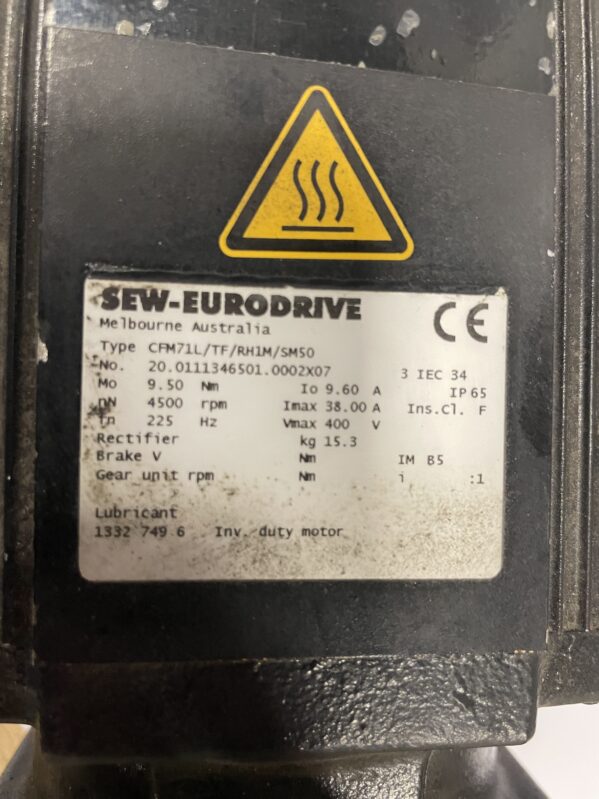 SEW-EURODRIVE
Melbourne Australia
CE
Type CFM71L/TF/RH1M/SM50
No. 20.0111346501.0002X07 3 IEC 34
Mo 9.50 Nm Io 9.60 A IP 65
nN 4500 rpm Imax 38.00 A Ins.Cl. F
fn 225 Hz Vmax 400 V
Rectifier kg 15.3
Brake V Nm IM B5
Gear unit rpm Nm i :1
Lubricant
1332 749 6 Inv. duty motor